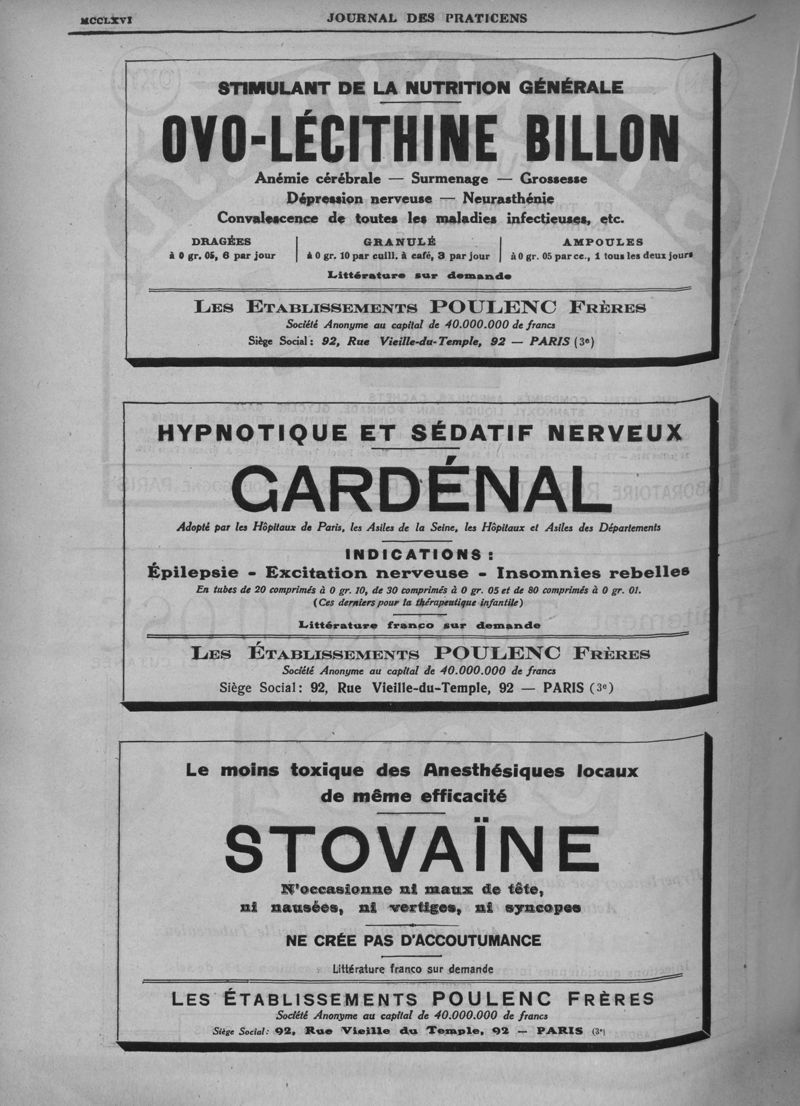 MCCLXVI
JOURNAL DES PRATICENS
STIMULANT DE LA NUTRITION GÉNÉRALE
OVO-LÉCITHINE BILLON
Anémie cérébrale — Surmenage — Grossesse
Dépression nerveuse — Neurasthénie
Convalescence de toutes les maladies infectieuses, etc.
DRAGÉES
à 0 gr. 05, 6 par jour
GRANULÉ
à 0 gr. 10 par cuill. à café, 3 par jour
AMPOULES
à 0 gr. 05 par cc., 1 tous les deux jours
Littérature sur demande
LES ETABLISSEMENTS POULENC FRÈRES
Société Anonyme au capital de 40.000.000 de francs
Siège Social : 92, Rue Vieille-du-Temple, 92 — PARIS (3e)
HYPNOTIQUE ET SÉDATIF NERVEUX
GARDÉNAL
Adopté par les Hôpitaux de Paris, les Asiles de la Seine, les Hôpitaux et Asiles des Départements
INDICATIONS :
Épilepsie - Excitation nerveuse - Insomnies rebelles
En tubes de 20 comprimés à 0 gr. 10, de 30 comprimés à 0 gr. 05 et de 80 comprimés à 0 gr. 01.
(Ces derniers pour la thérapeutique infantile)
Littérature franco sur demande
LES ÉTABLISSEMENTS POULENC FRÈRES
Société Anonyme au capital de 40.000.000 de francs
Siège Social : 92, Rue Vieille-du-Temple, 92 — PARIS (3e)
Le moins toxique des Anesthésiques locaux
de même efficacité
STOVAÏNE
N'occasionne ni maux de tête,
ni nausées, ni vertiges, ni syncopes
NE CRÉE PAS D'ACCOUTUMANCE
Littérature franco sur demande
LES ÉTABLISSEMENTS POULENC FRÈRES
Société Anonyme au capital de 40.000.000 de francs
Siège Social : 92, Rue Vieille du Temple, 92 — PARIS (3e)